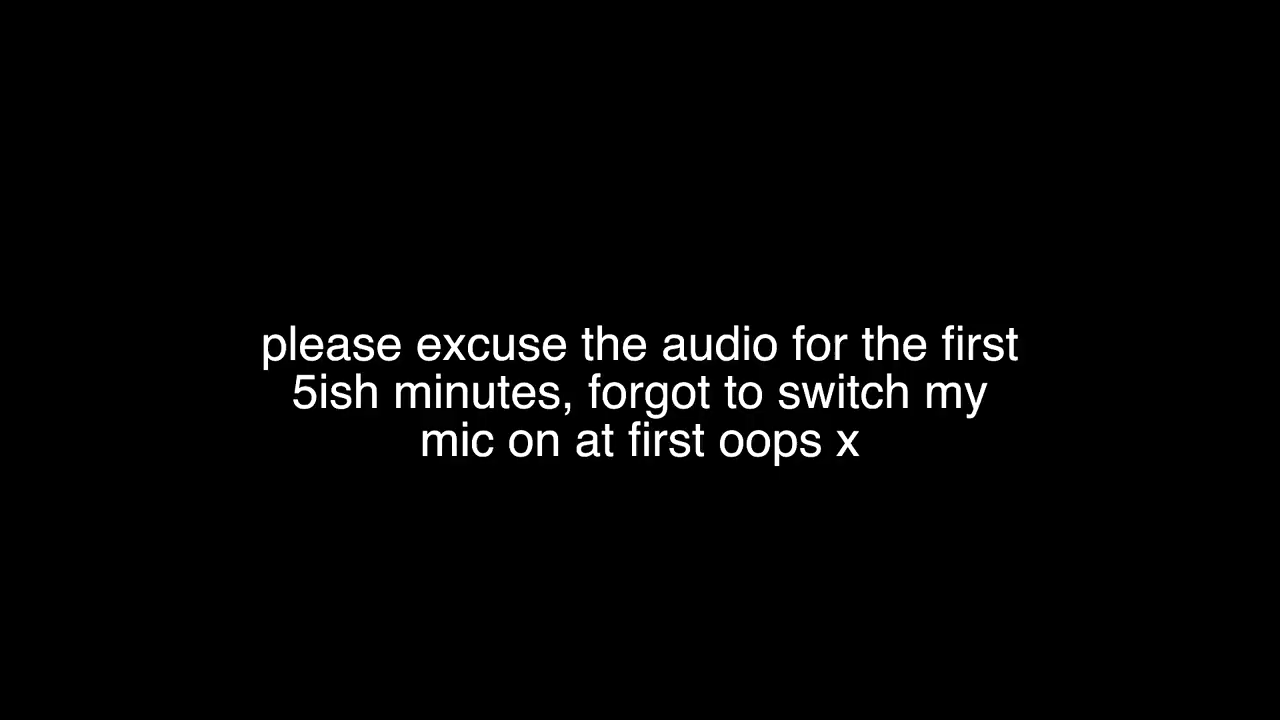 please excuse the audio for the first
5ish minutes, forgot to switch my
mic on at first oops x